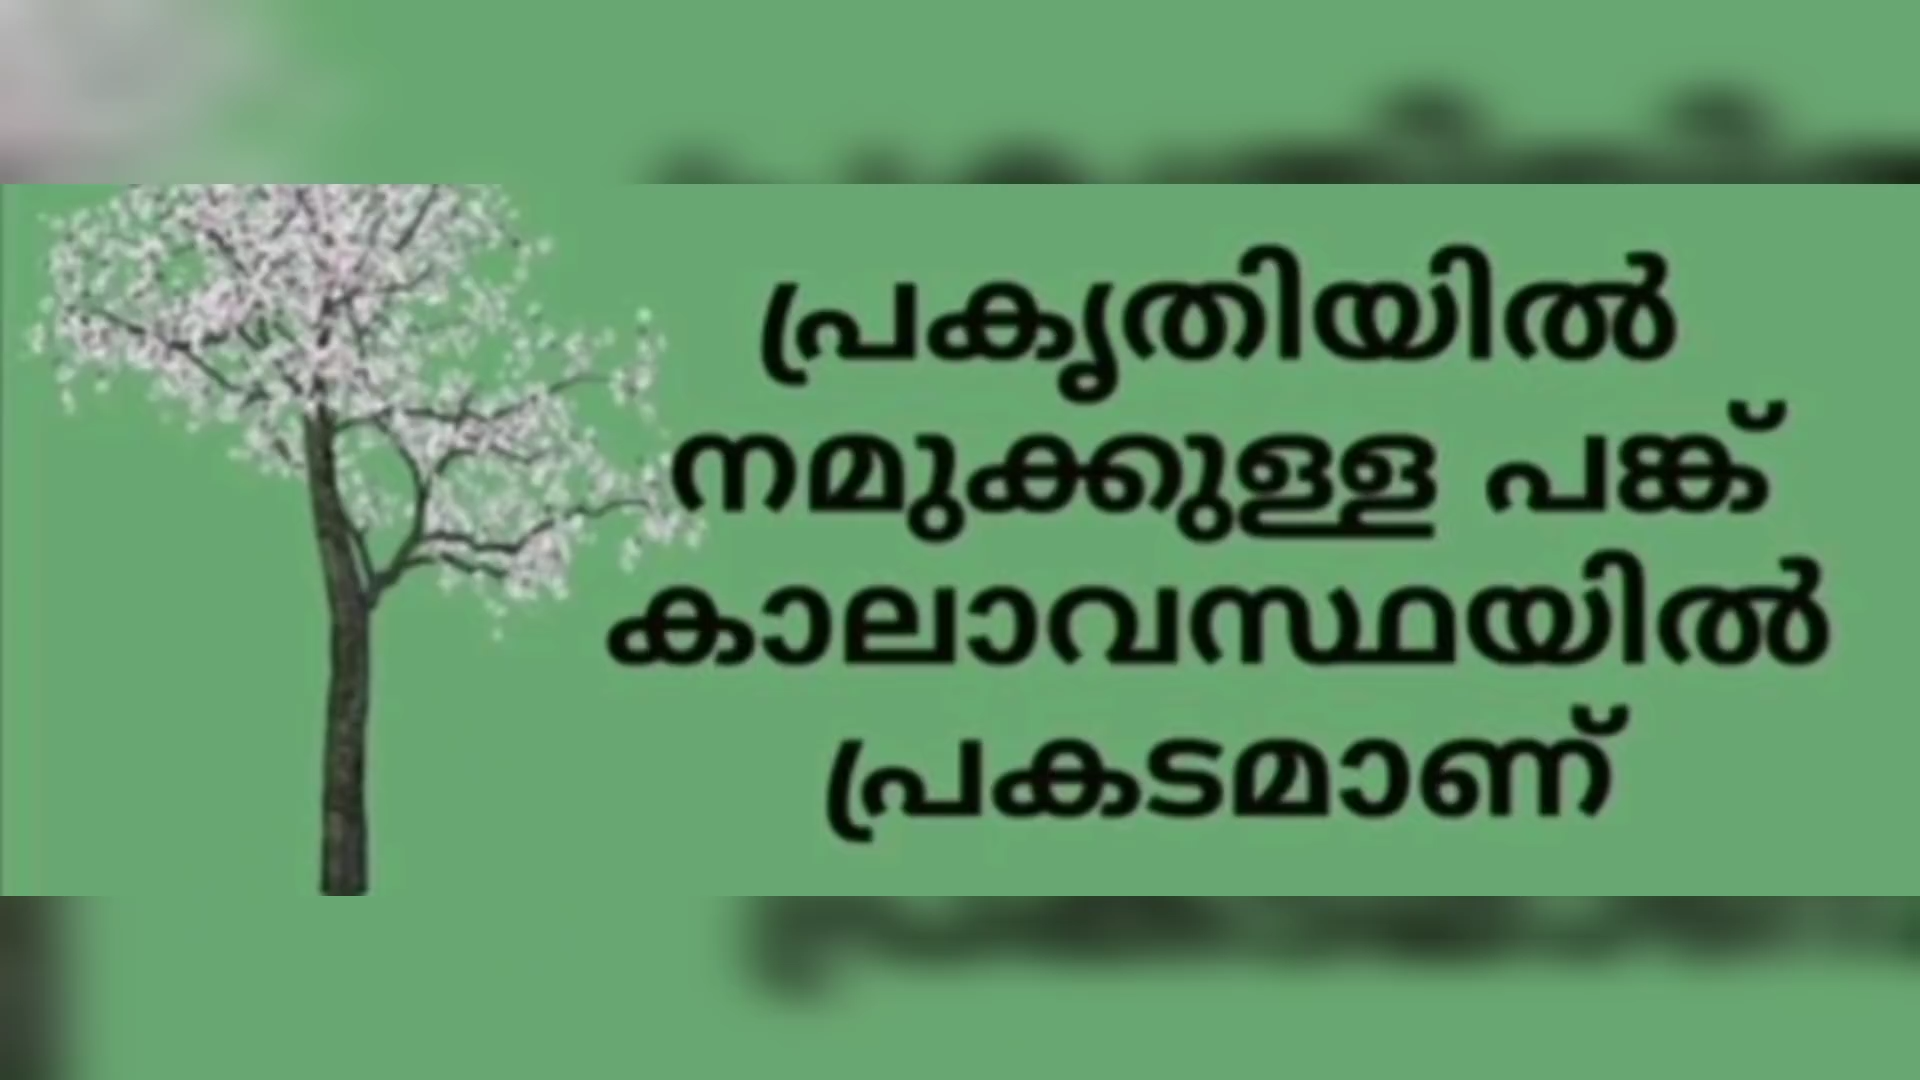 പ്രകൃതിയിൽ
നമുക്കുള്ള പങ്ക്
കാലാവസ്ഥയിൽ
പ്രകടമാണ്